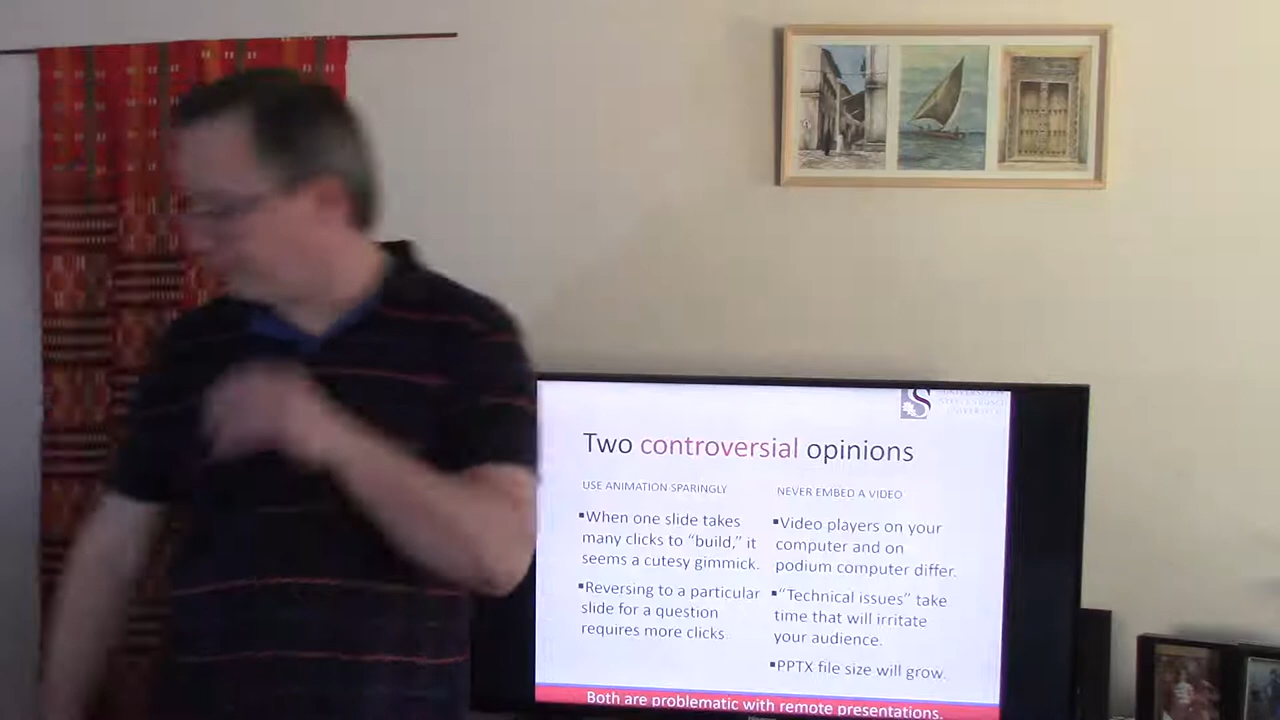 Two controversial opinions
USE ANIMATION SPARINGLY
▪When one slide takes
many clicks to “build,” it
seems a cutesy gimmick.
▪Reversing to a particular
slide for a question
requires more clicks
NEVER EMBED A VIDEO
▪Video players on your
computer and on
podium computer differ.
▪“Technical issues” take
time that will irritate
your audience.
▪PPTX file size will grow.
Both are problematic with remote presentations.